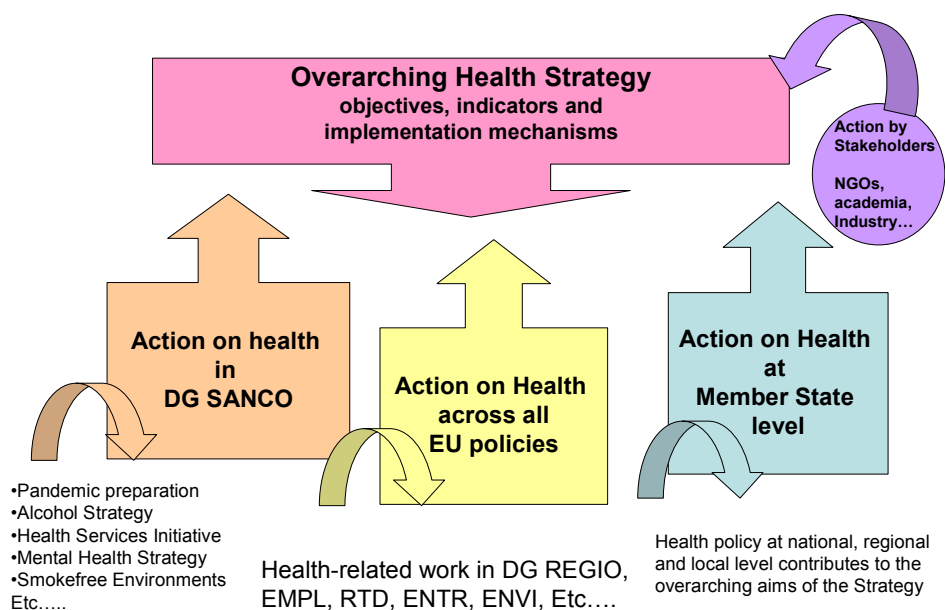 Overarching Health Strategy
objectives, indicators and
implementation mechanisms
Action by
Stakeholders
NGOs,
academia,
Industry…
Action on health
in
DG SANCO
Action on Health
across all
EU policies
Action on Health
at
Member State
level
•Pandemic preparation
•Alcohol Strategy
•Health Services Initiative
•Mental Health Strategy
•Smokefree Environments
Etc…..
Health-related work in DG REGIO,
EMPL, RTD, ENTR, ENVI, Etc….
Health policy at national, regional
and local level contributes to the
overarching aims of the Strategy